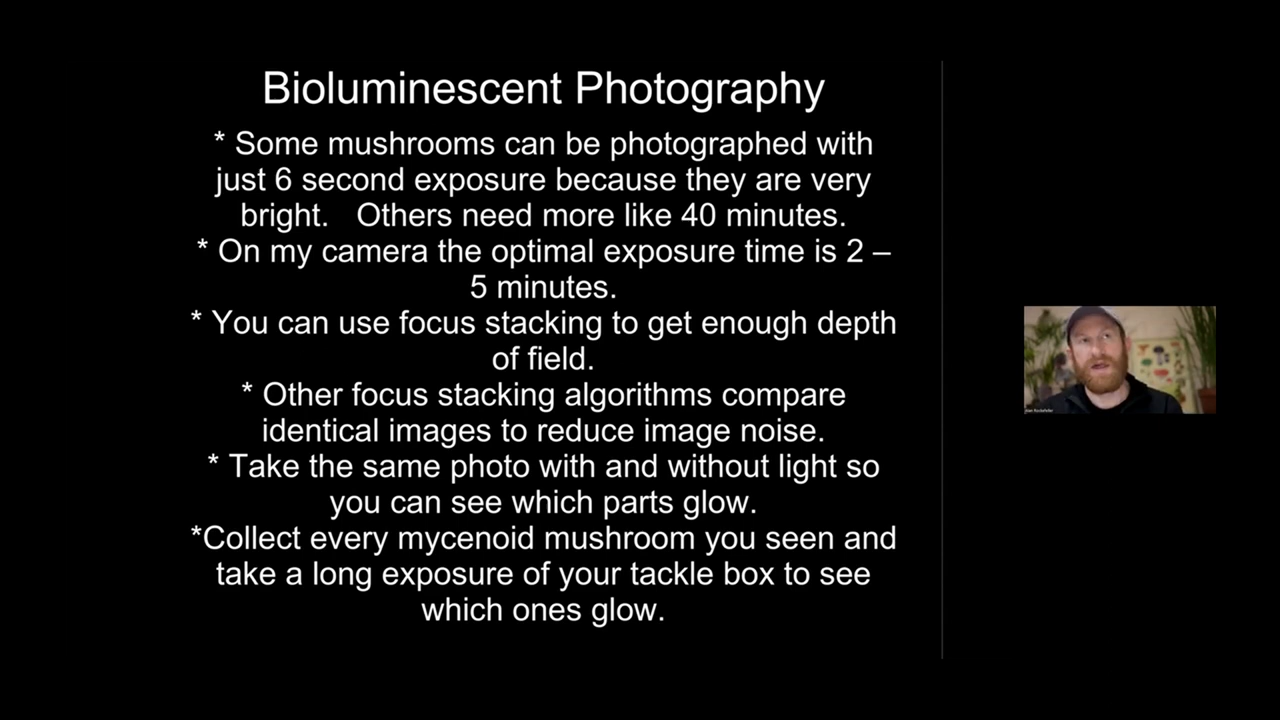 Bioluminescent Photography
* Some mushrooms can be photographed with
just 6 second exposure because they are very
bright.   Others need more like 40 minutes.
* On my camera the optimal exposure time is 2 –
5 minutes.
* You can use focus stacking to get enough depth
of field.
* Other focus stacking algorithms compare
identical images to reduce image noise.
* Take the same photo with and without light so
you can see which parts glow.
*Collect every mycenoid mushroom you seen and
take a long exposure of your tackle box to see
which ones glow.